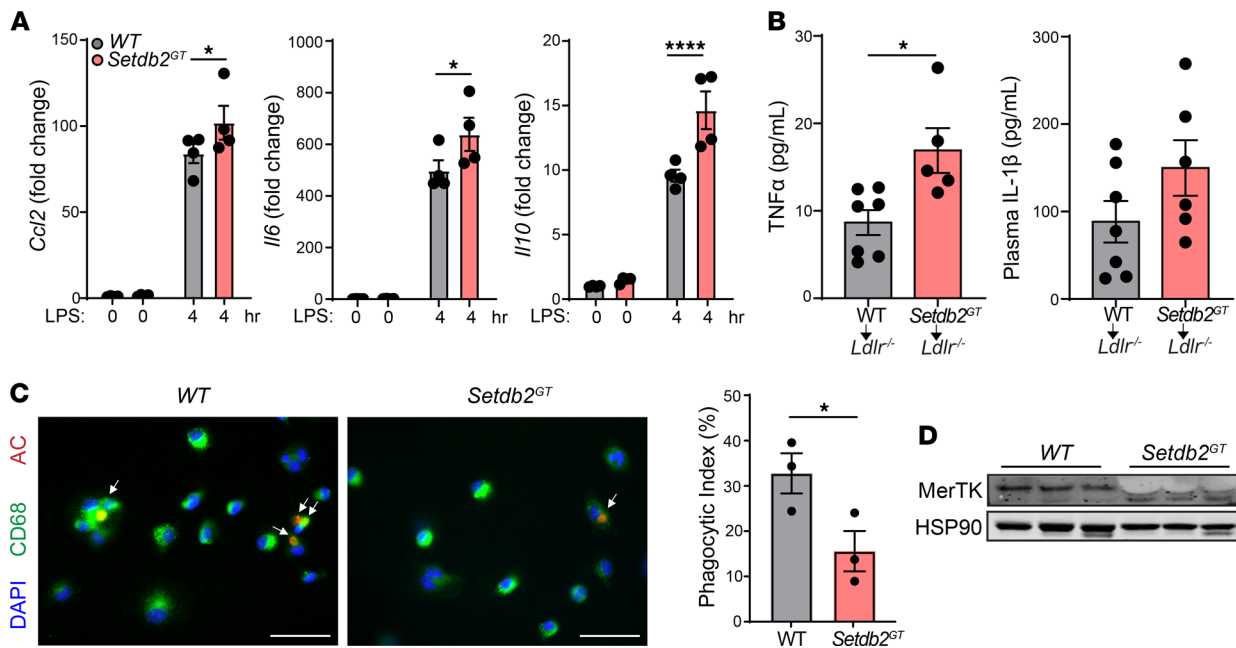 A
WT
Setdb2GT
Ccl2 (fold change)
150
100
50
0
*
LPS: 0 0 4 4 hr
Il6 (fold change)
1000
800
600
400
200
0
*
0 0 4 4 hr
Il10 (fold change)
15
10
5
0
****
0 0 4 4 hr
B
TNFα (pg/mL)
30
20
10
0
*
WT Setdb2GT
Ldlr-/- Ldlr-/-
Plasma IL-1β (pg/mL)
300
200
100
0
WT Setdb2GT
Ldlr-/- Ldlr-/-
C
WT
Setdb2GT
DAPI CD68 AC
Phagocytic Index (%)
50
40
30
20
10
0
*
WT Setdb2GT
D
WT Setdb2GT
MerTK
HSP90